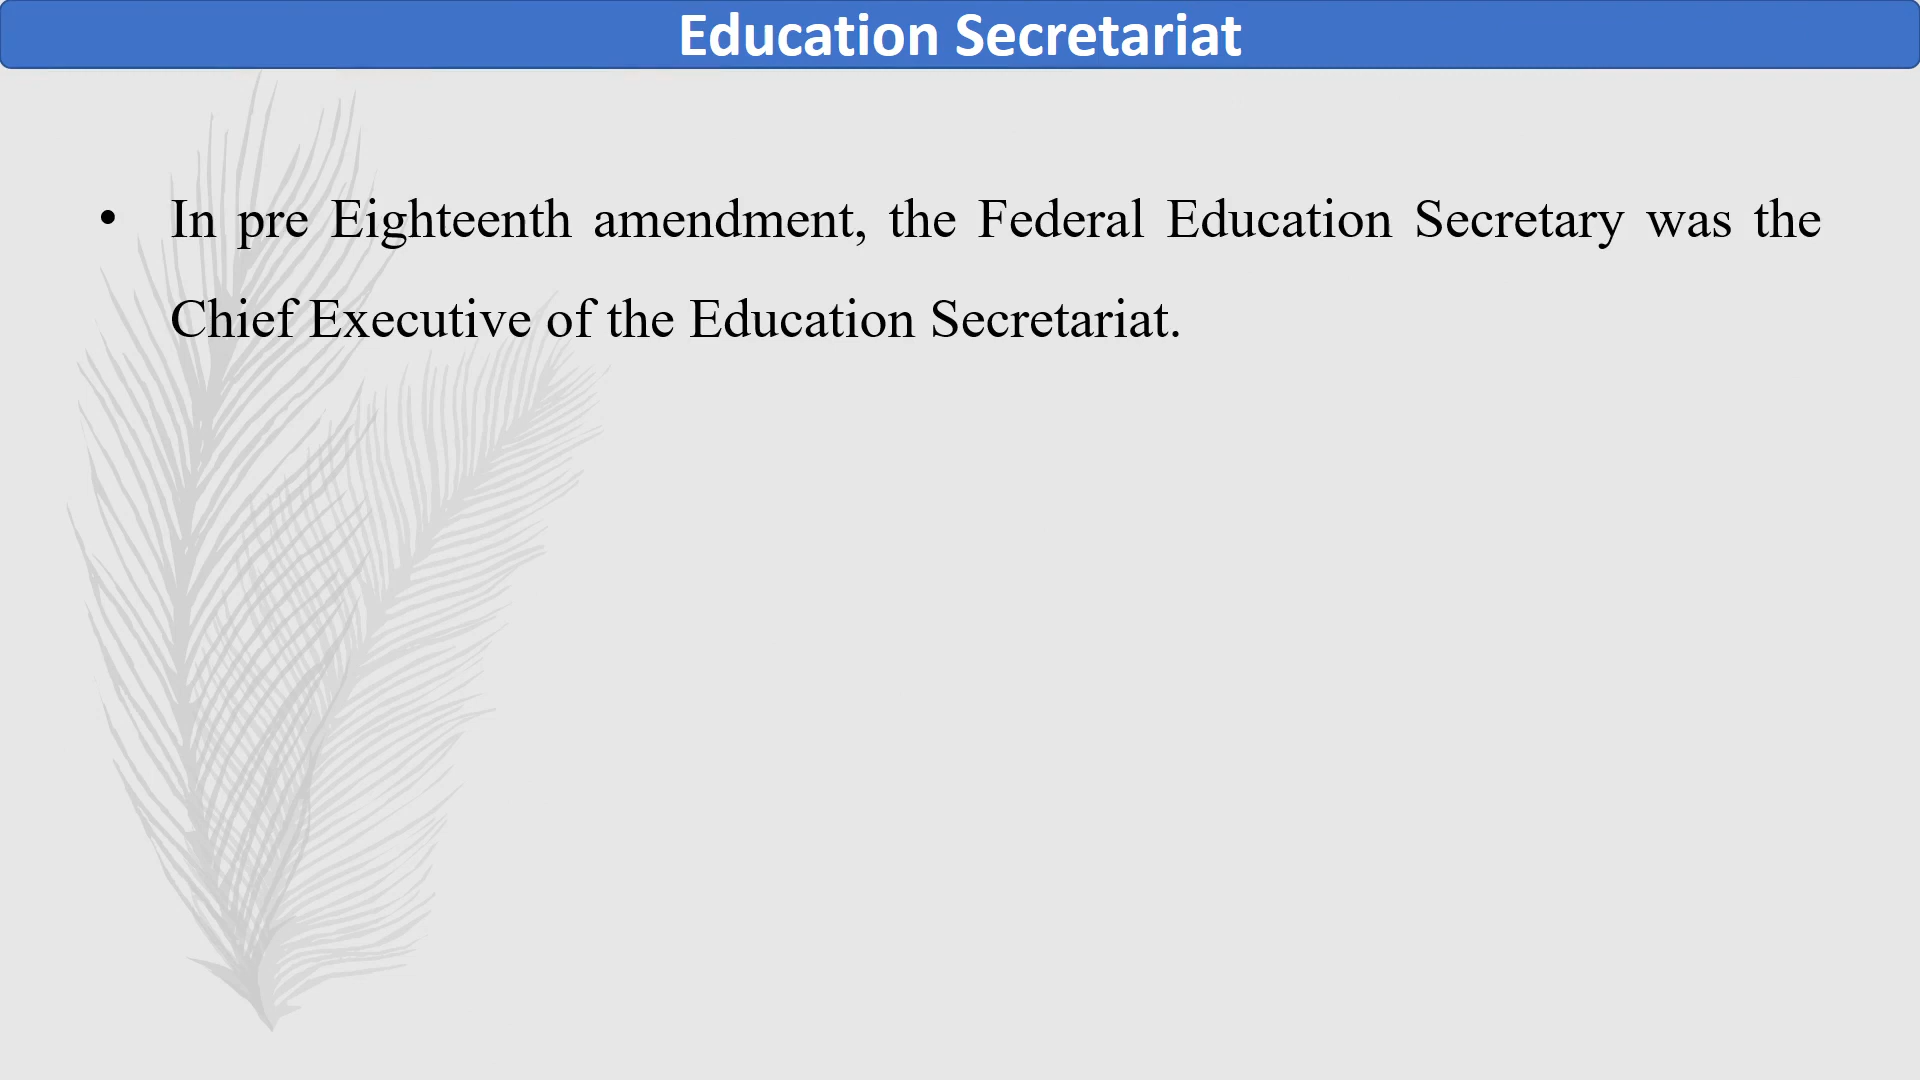 Education Secretariat
• In pre Eighteenth amendment, the Federal Education Secretary was the
Chief Executive of the Education Secretariat.